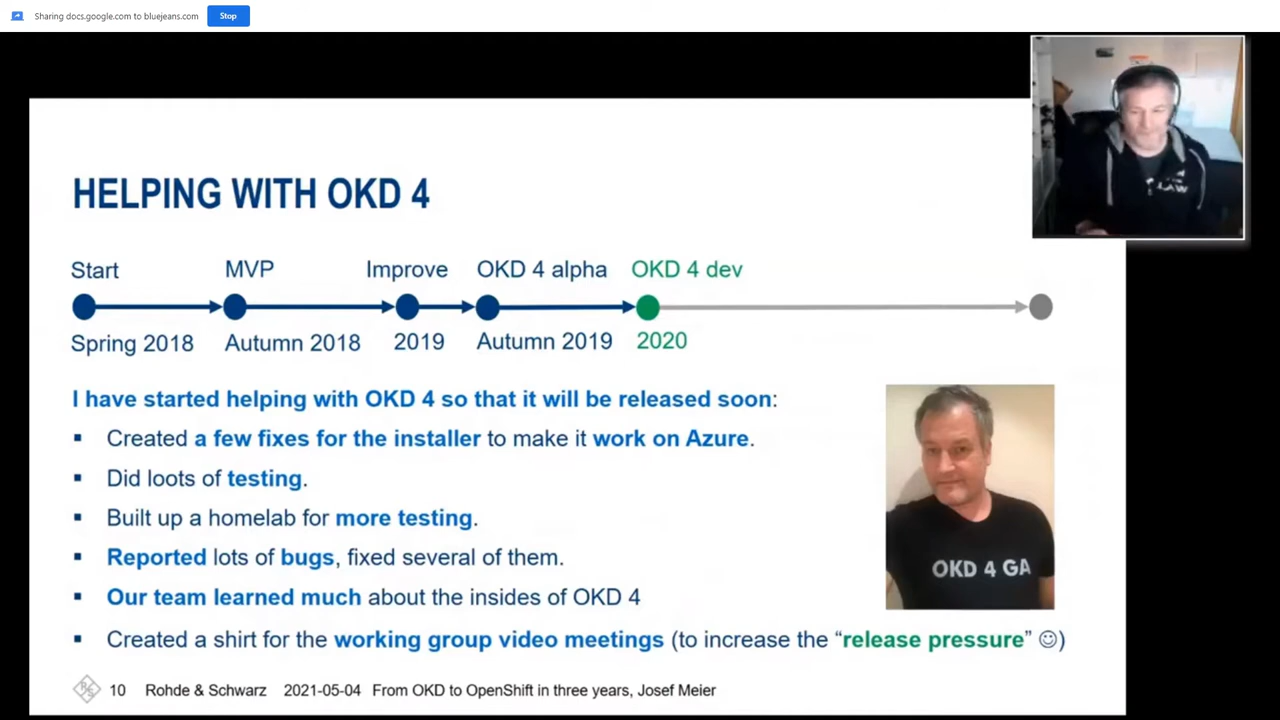 Sharing docs.google.com to bluejeans.com Stop
HELPING WITH OKD 4
Start MVP Improve OKD 4 alpha OKD 4 dev
Spring 2018 Autumn 2018 2019 Autumn 2019 2020
I have started helping with OKD 4 so that it will be released soon:
▪ Created a few fixes for the installer to make it work on Azure.
▪ Did loots of testing.
▪ Built up a homelab for more testing.
▪ Reported lots of bugs, fixed several of them.
▪ Our team learned much about the insides of OKD 4
▪ Created a shirt for the working group video meetings (to increase the “release pressure” ☺)
OKD 4 GA
10 Rohde & Schwarz 2021-05-04 From OKD to OpenShift in three years, Josef Meier